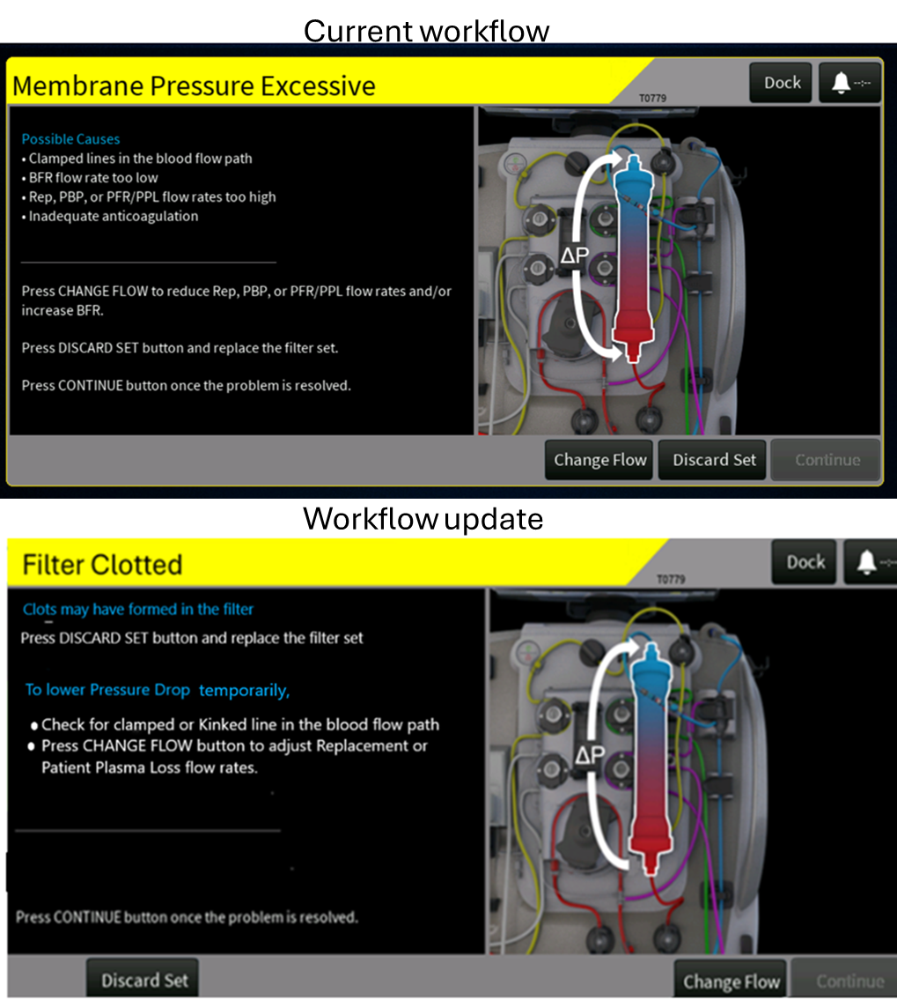 Current workflow
Membrane Pressure Excessive
T0779
Dock
--:--
Possible Causes
• Clamped lines in the blood flow path
• BFR flow rate too low
• Rep, PBP, or PFR/PPL flow rates too high
• Inadequate anticoagulation
Press CHANGE FLOW to reduce Rep, PBP, or PFR/PPL flow rates and/or
increase BFR.
Press DISCARD SET button and replace the filter set.
Press CONTINUE button once the problem is resolved.
ΔP
Change Flow
Discard Set
Continue
Workflow update
Filter Clotted
T0779
Dock
--:--
Clots may have formed in the filter
Press DISCARD SET button and replace the filter set
To lower Pressure Drop temporarily,
• Check for clamped or Kinked line in the blood flow path
• Press CHANGE FLOW button to adjust Replacement or
Patient Plasma Loss flow rates.
Press CONTINUE button once the problem is resolved.
ΔP
Discard Set
Change Flow
Continue